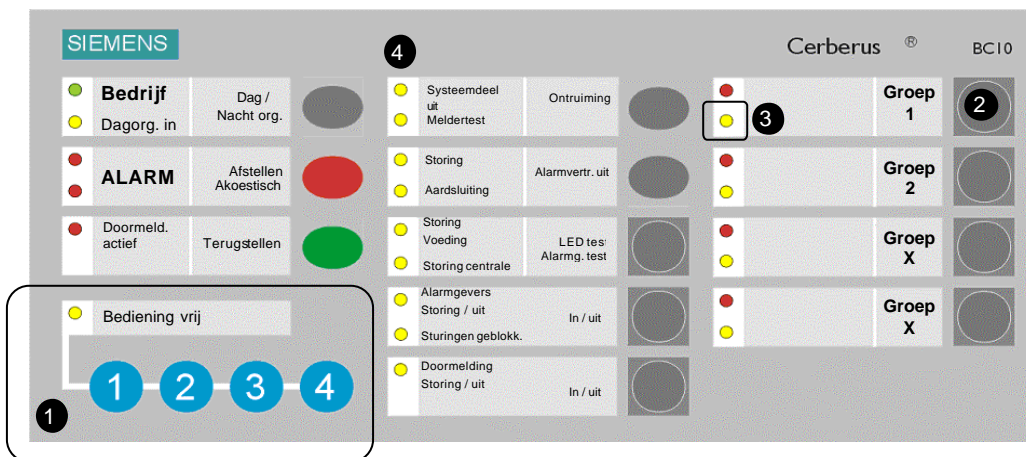 SIEMENS
Cerberus ®
BC10
4
Bedrijf
Dagorg. in
Dag /
Nacht org.
ALARM
Afstellen
Akoestisch
Doormeld.
actief
Terugstellen
Bediening vrij
1 2 3 4
1
Systeemdeel
uit
Meldertest
Ontruiming
Storing
Aardsluiting
Alarmvertr. uit
Storing
Voeding
Storing centrale
LED test
Alarmg. test
Alarmgevers
Storing / uit
Sturingen geblokk.
In / uit
Doormelding
Storing / uit
In / uit
3
Groep
1
2
Groep
2
Groep
X
Groep
X